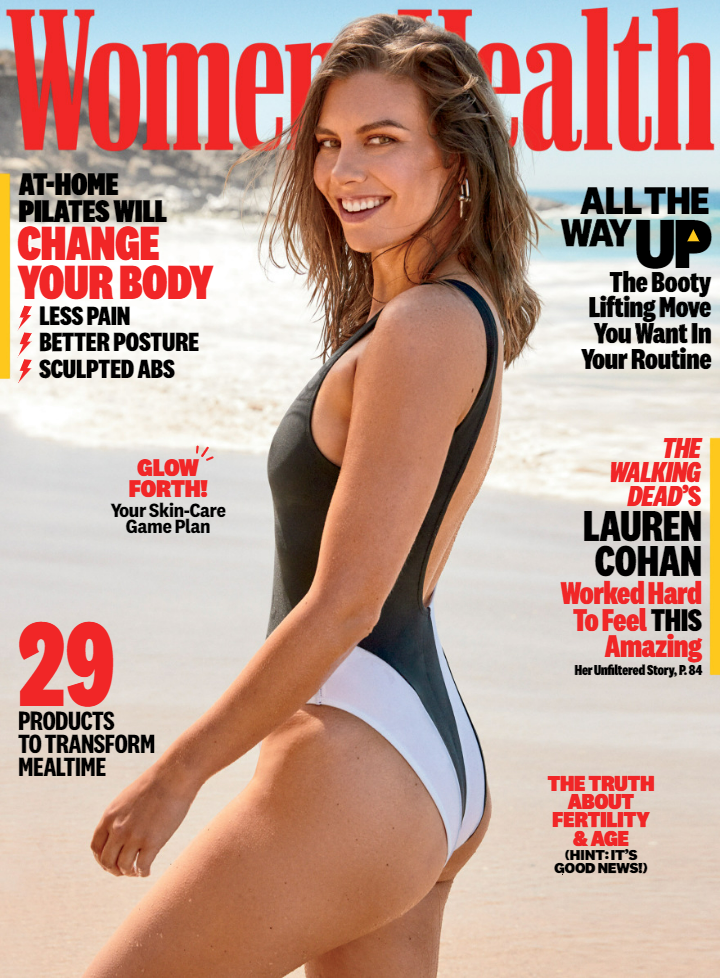 Women's Health
AT-HOME
PILATES WILL
CHANGE
YOUR BODY
LESS PAIN
BETTER POSTURE
SCULPTED ABS
ALL THE
WAY UP
The Booty
Lifting Move
You Want In
Your Routine
GLOW
FORTH!
Your Skin-Care
Game Plan
THE
WALKING
DEAD'S
LAUREN
COHAN
Worked Hard
To Feel THIS
Amazing
Her Unfiltered Story, P. 84
29
PRODUCTS
TO TRANSFORM
MEALTIME
THE TRUTH
ABOUT
FERTILITY
& AGE
(HINT: IT'S
GOOD NEWS!)